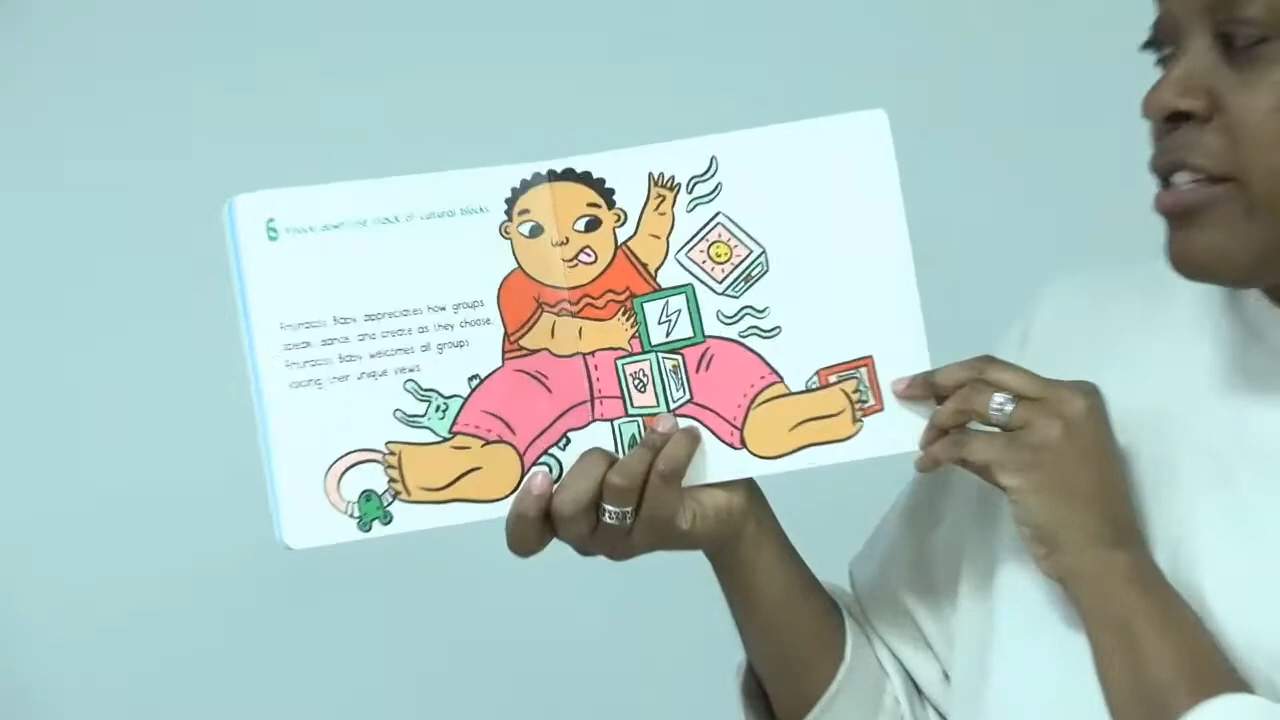 6 Knock down the stack of cultural blocks.
Antiracist Baby appreciates how groups
speak, dance, and create as they choose.
Antiracist Baby welcomes all groups
voicing their unique views.